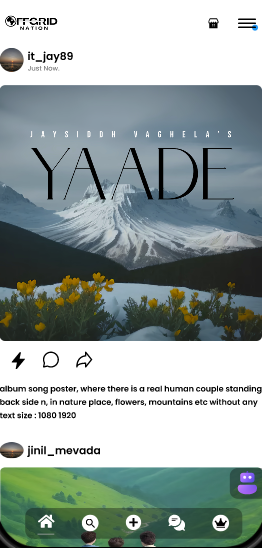 OFFGRID
NATION
it_jay89
Just Now.
JAYSIDDH VAGHELA'S
YAADE
album song poster, where there is a real human couple standing
back side n, in nature place, flowers, mountains etc without any
text size : 1080 1920
jinil_mevada